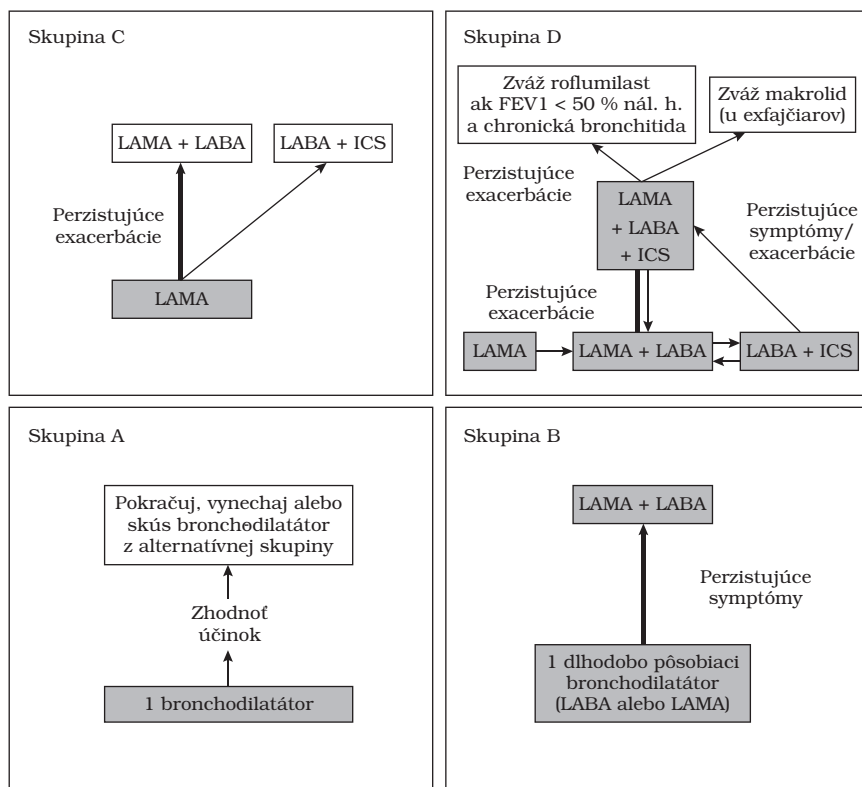 Skupina C
LAMA + LABA
LABA + ICS
Perzistujúce
exacerbácie
LAMA
Skupina D
Zváž roflumilast
ak FEV1 < 50 % nál. h.
a chronická bronchitida
Zváž makrolid
(u exfajčiarov)
Perzistujúce
exacerbácie
LAMA
+ LABA
+ ICS
Perzistujúce
symptómy/
exacerbácie
Perzistujúce
exacerbácie
LAMA
LAMA + LABA
LABA + ICS
Skupina A
Pokračuj, vynechaj alebo
skús bronchodilatátor
z alternatívnej skupiny
Zhodnoť
účinok
1 bronchodilatátor
Skupina B
LAMA + LABA
Perzistujúce
symptómy
1 dlhodobo pôsobiaci
bronchodilatátor
(LABA alebo LAMA)